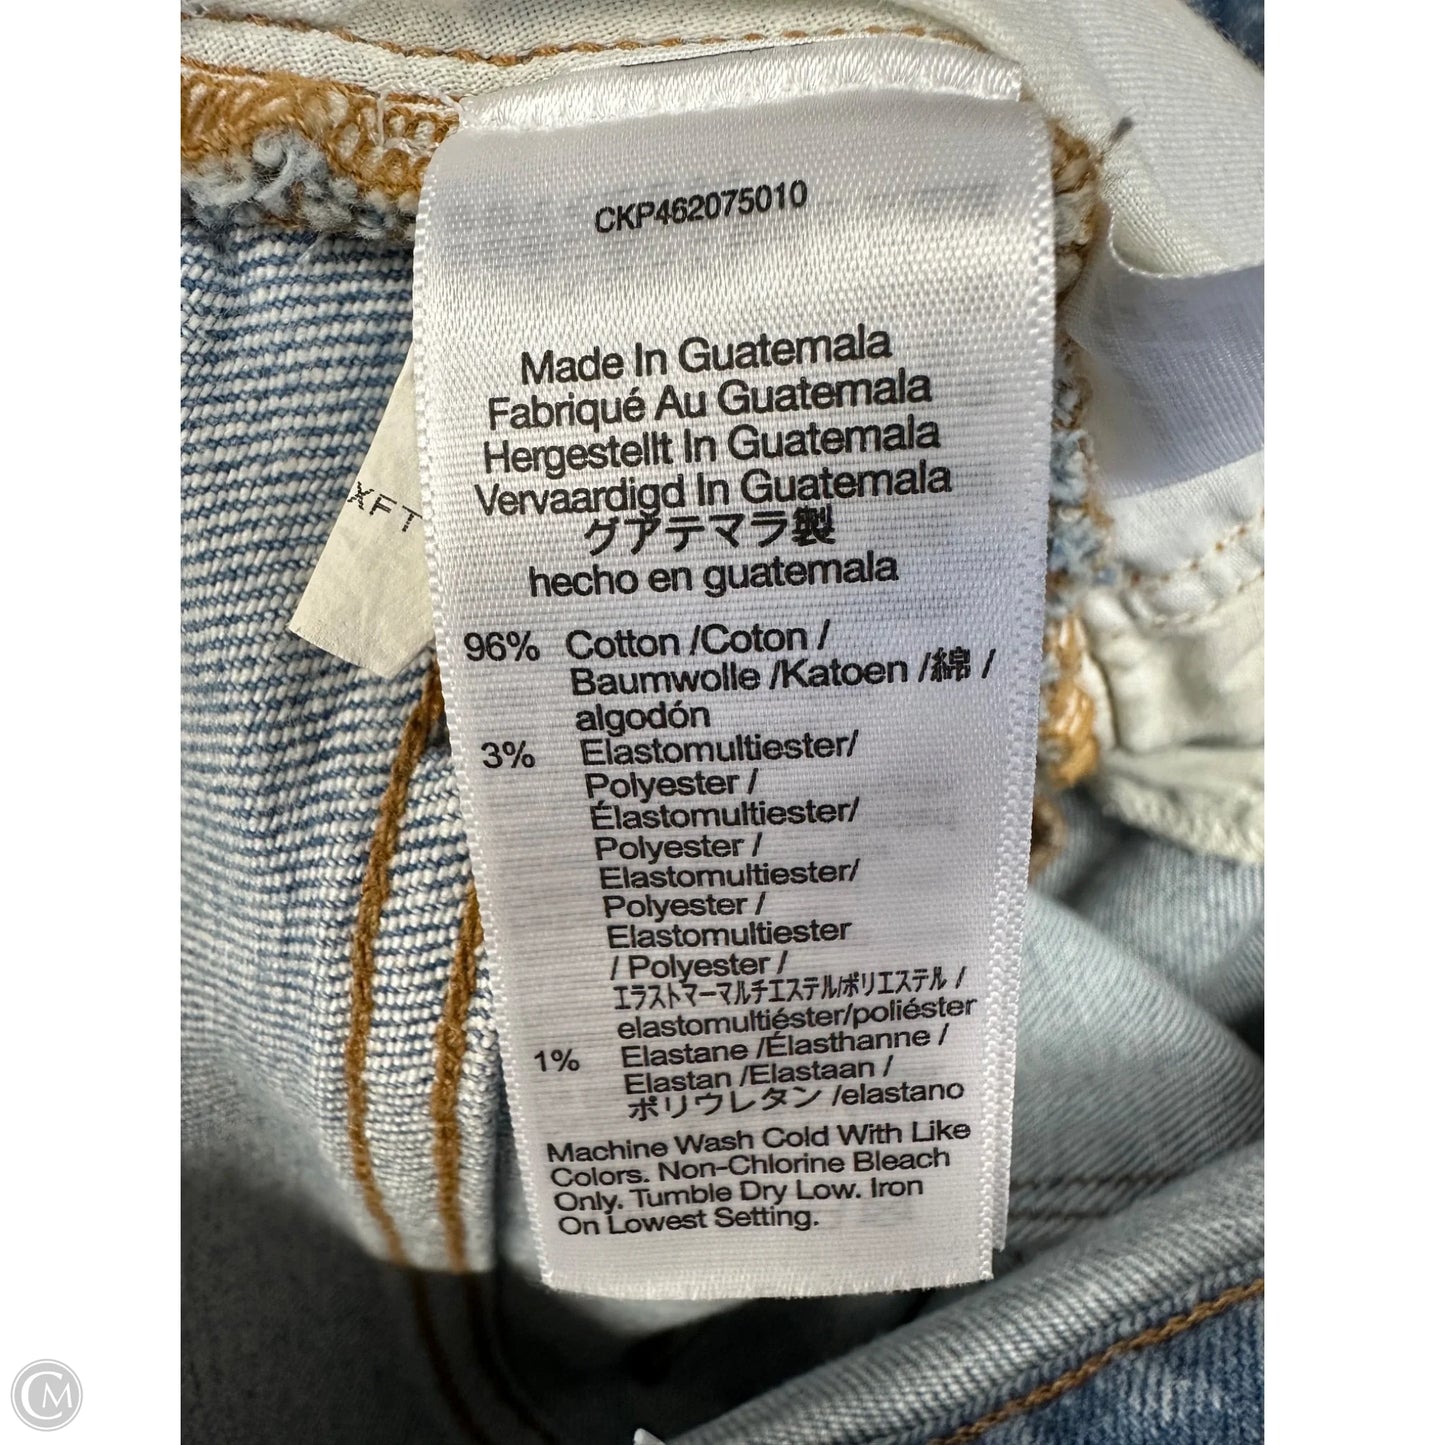 CKP462075010
Made In Guatemala
Fabriqué Au Guatemala
Hergestellt In Guatemala
Vervaardigd In Guatemala
グアテマラ製
hecho en guatemala
96% Cotton /Coton /
Baumwolle /Katoen /綿 /
algodón
3% Elastomultiester/
Polyester /
Élastomultiester/
Polyester /
Elastomultiester/
Polyester /
Elastomultiester
/ Polyester /
エラストマーマルチエステル/ポリエステル /
elastomultiéster/poliéster
1% Elastane /Élasthanne /
Elastan /Elastaan /
ポリウレタン /elastano
Machine Wash Cold With Like
Colors. Non-Chlorine Bleach
Only. Tumble Dry Low. Iron
On Lowest Setting.
XFT
CM